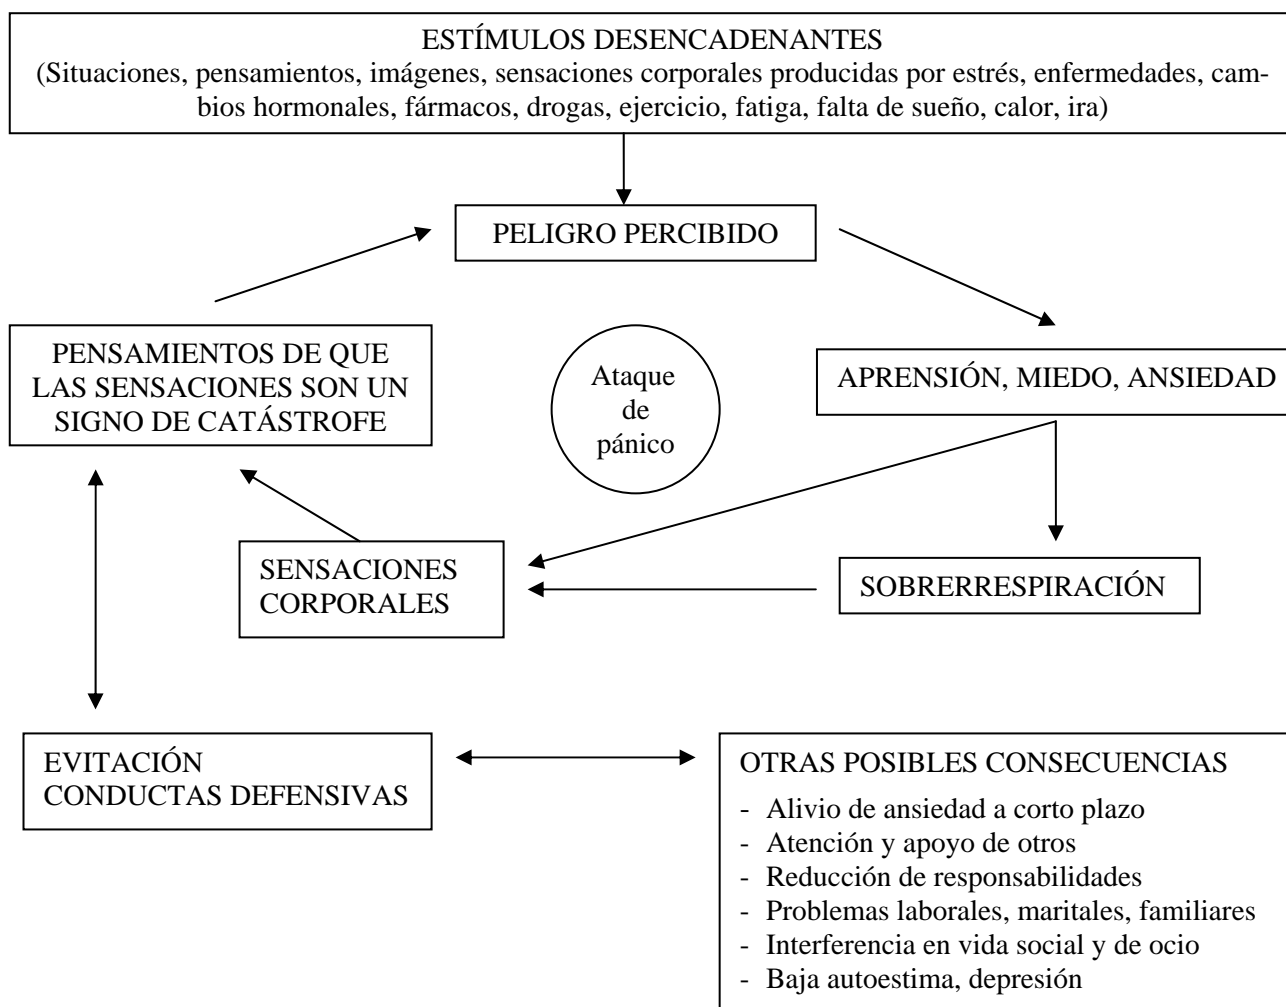 ESTÍMULOS DESENCADENANTES
(Situaciones, pensamientos, imágenes, sensaciones corporales producidas por estrés, enfermedades, cam-
bios hormonales, fármacos, drogas, ejercicio, fatiga, falta de sueño, calor, ira)
PELIGRO PERCIBIDO
PENSAMIENTOS DE QUE
LAS SENSACIONES SON UN
SIGNO DE CATÁSTROFE
Ataque
de
pánico
APRENSIÓN, MIEDO, ANSIEDAD
SENSACIONES
CORPORALES
SOBRERRESPIRACIÓN
EVITACIÓN
CONDUCTAS DEFENSIVAS
OTRAS POSIBLES CONSECUENCIAS
- Alivio de ansiedad a corto plazo
- Atención y apoyo de otros
- Reducción de responsabilidades
- Problemas laborales, maritales, familiares
- Interferencia en vida social y de ocio
- Baja autoestima, depresión